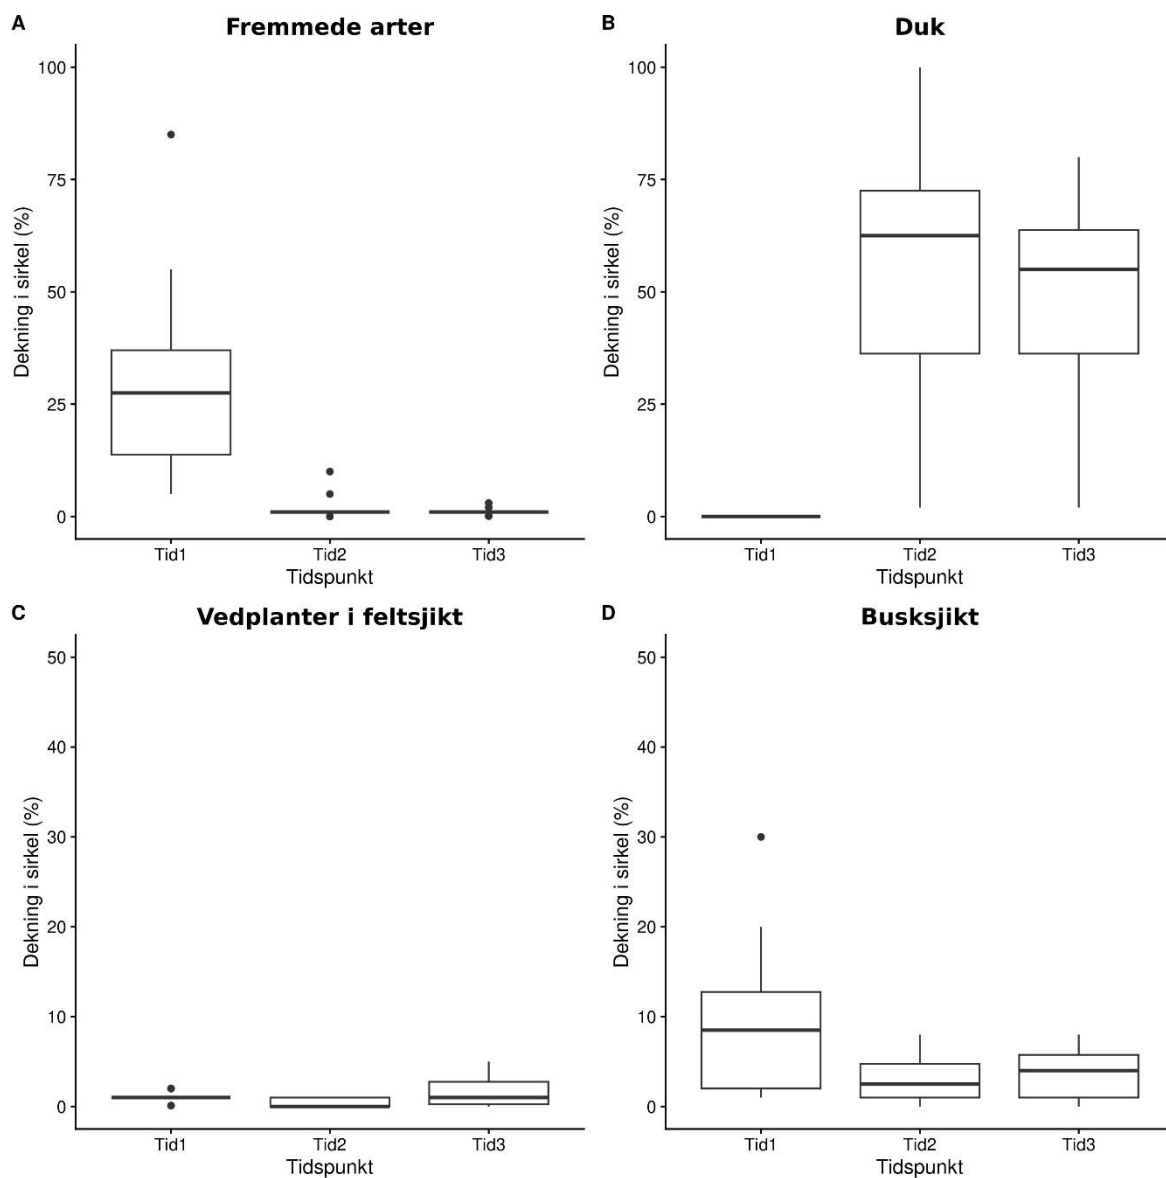 A
Fremmede arter
100
75
50
25
0
Dekning i sirkel (%)
Tid1 Tid2 Tid3
Tidspunkt
B
Duk
100
75
50
25
0
Dekning i sirkel (%)
Tid1 Tid2 Tid3
Tidspunkt
C
Vedplanter i feltsjikt
50
40
30
20
10
0
Dekning i sirkel (%)
Tid1 Tid2 Tid3
Tidspunkt
D
Busksjikt
50
40
30
20
10
0
Dekning i sirkel (%)
Tid1 Tid2 Tid3
Tidspunkt